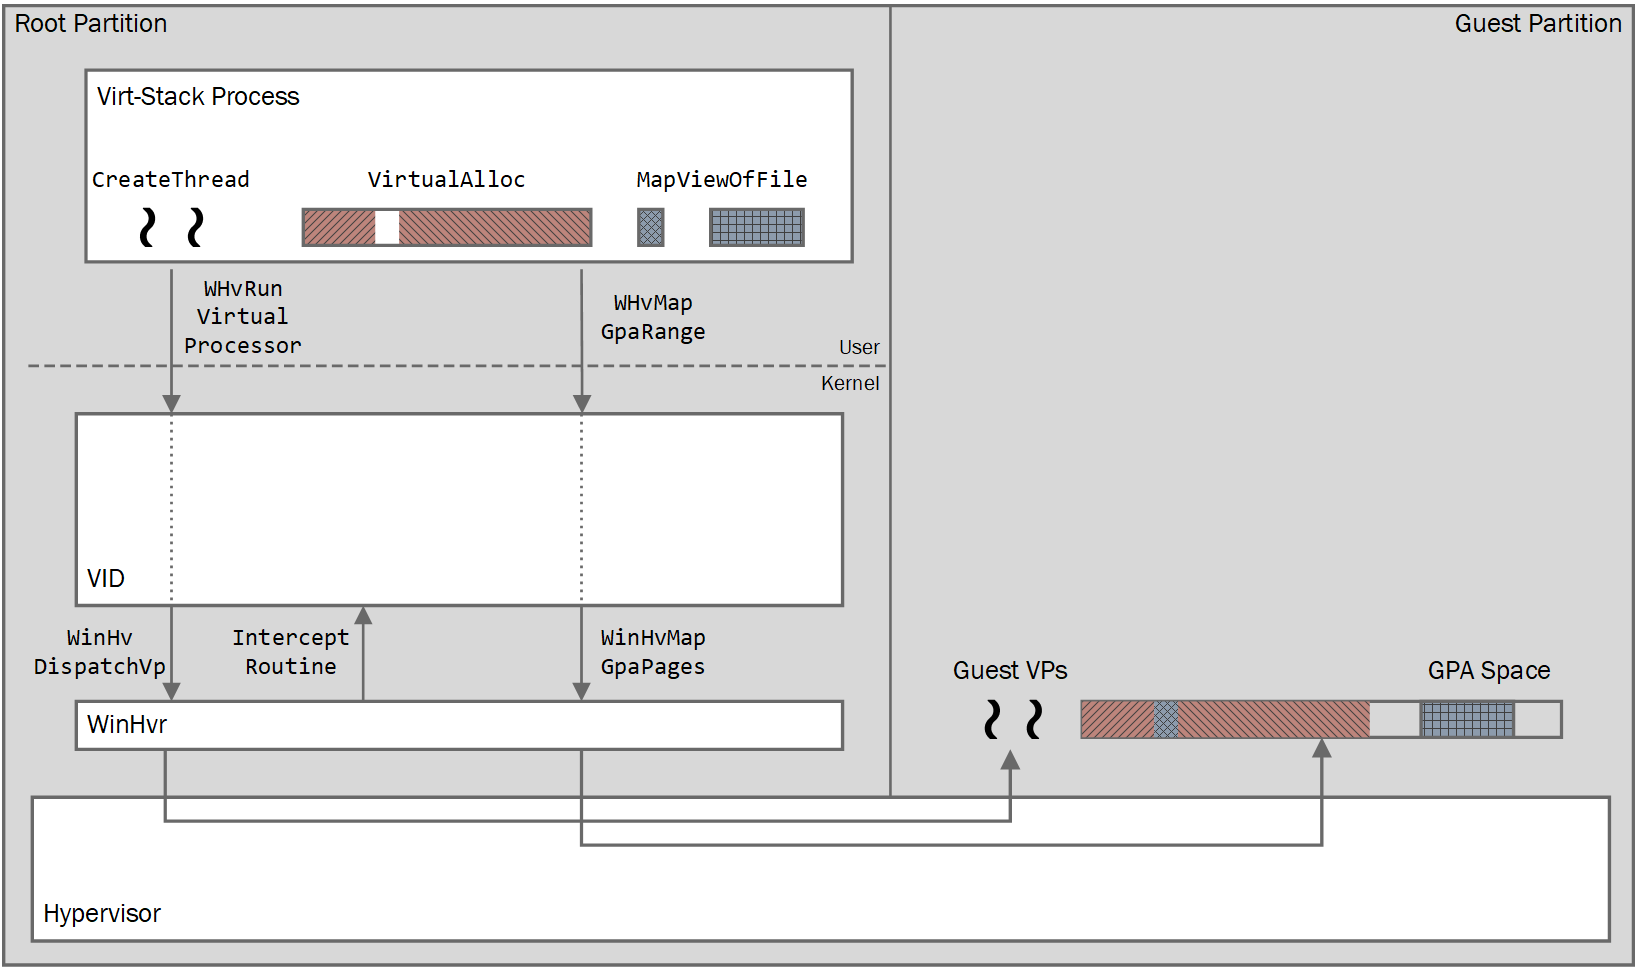 Root Partition
Guest Partition
Virt-Stack Process
CreateThread
VirtualAlloc
MapViewOfFile
WHvRun
Virtual
Processor
WHvMap
GpaRange
User
Kernel
VID
WinHv
DispatchVp
Intercept
Routine
WinHvMap
GpaPages
Guest VPs
GPA Space
WinHvr
Hypervisor